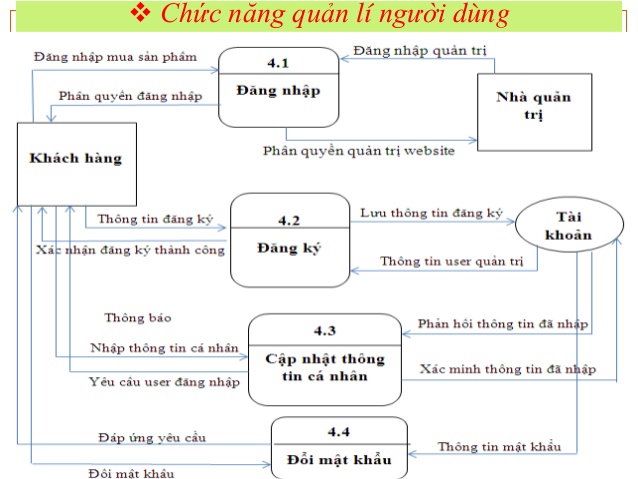 ❖ Chức năng quản lí người dùng
Đăng nhập mua sản phẩm
4.1
Đăng nhập quản trị
Đăng nhập
Phân quyền đăng nhập
Nhà quản
trị
Phân quyền quản trị website
Khách hàng
Thông tin đăng ký
4.2
Lưu thông tin đăng ký
Tài
khoản
Xác nhận đăng ký thành công
Đăng ký
Thông tin user quản trị
Thông báo
4.3
Phản hồi thông tin đã nhập
Nhập thông tin cá nhân
Cập nhật thông
tin cá nhân
Yêu cầu user đăng nhập
Xác minh thông tin đã nhập
4.4
Đáp ứng yêu cầu
Đổi mật khẩu
Thông tin mật khẩu
Đổi mật khẩu